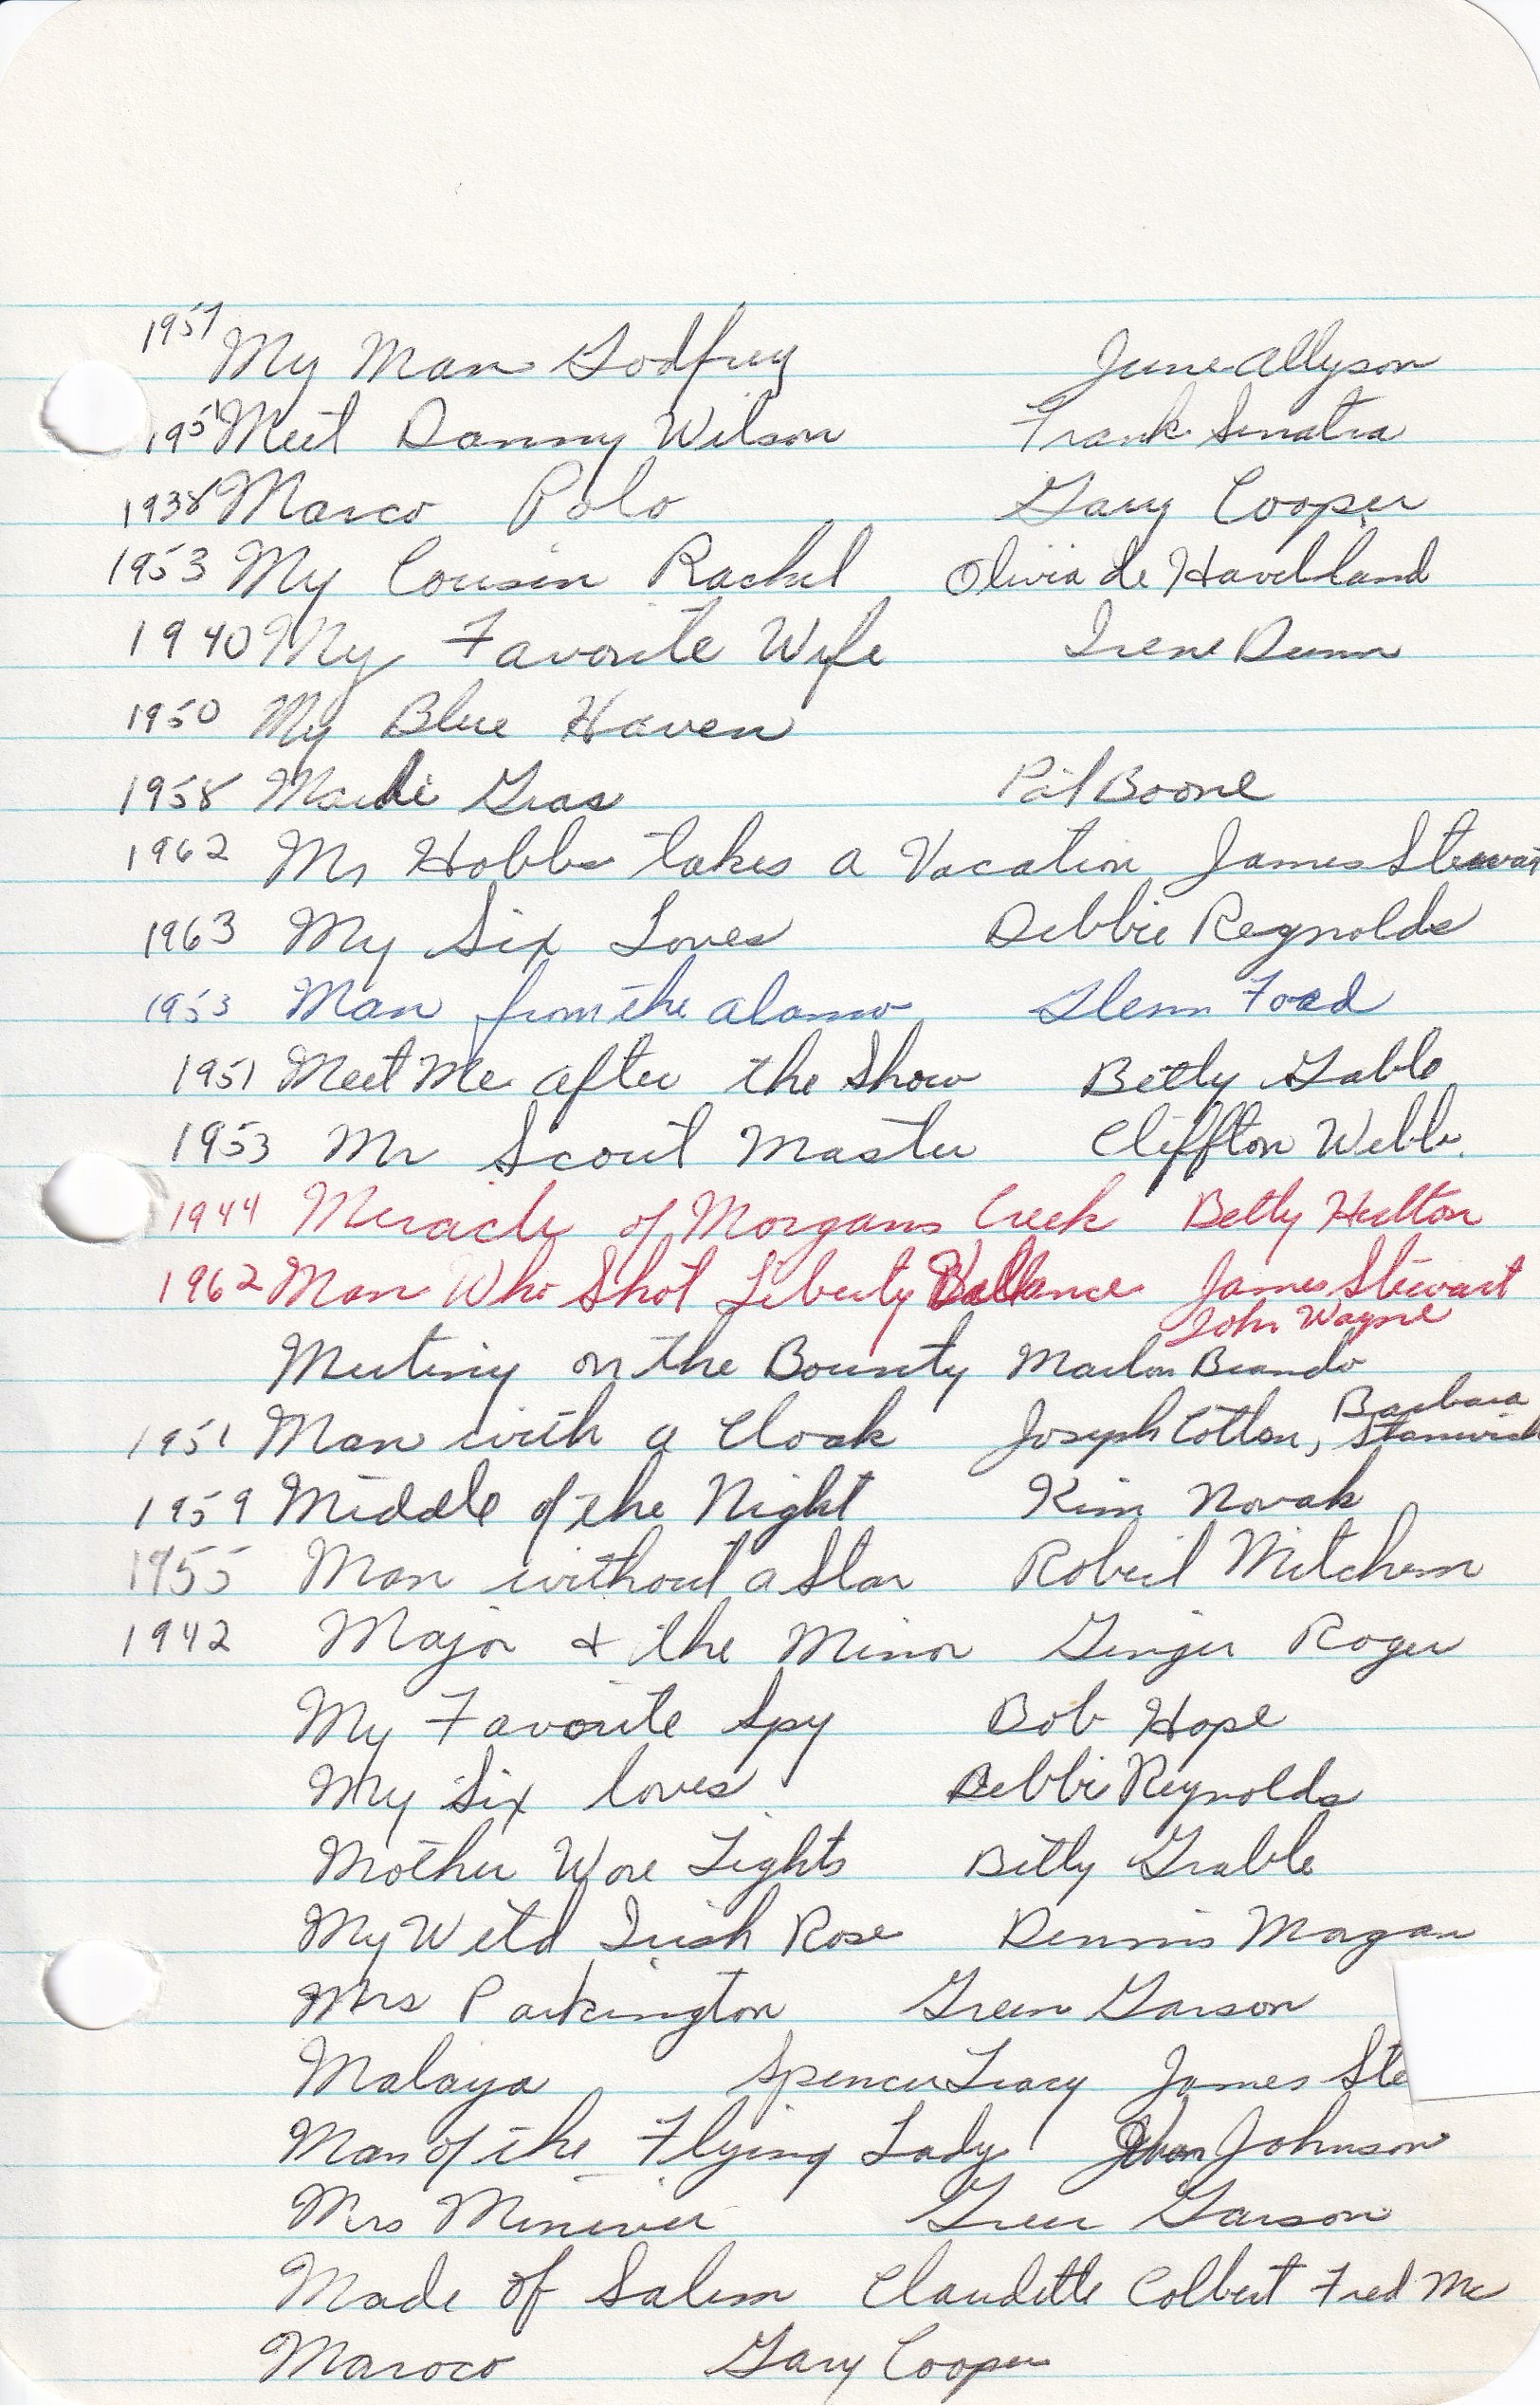 1957 My Man Godfrey June Allyson
195 Meet Danny Wilson Frank Sinatra
1938 Marco Polo Gary Cooper
1953 My Cousin Rachel Olivia de Havilland
1940 My Favorite Wife Irene Dunn
1950 My Blue Haven
1958 Mardi Gras Pat Boone
1962 Mr Hobbs takes a Vacation James Stewart
1963 My Six Loves Debbie Reynolds
1953 Man from the alamo Glenn Ford
1951 Meet Me after the Show Betty Gable
1953 Mr Scout Master Cliffton Webb.
1944 Miracle of Morgans Creek Betty Hutton
1962 Man Who Shot Liberty Vallance James Stewart
John Wayne
Mutiny on the Bounty Marlon Brando
1951 Man with a Cloak Joseph Cotton, Barbara Stanwick
1959 Middle of the Night Kim Novak
1955 Man without a Star Robert Mitchem
1942 Major & the Minor Ginger Roger
My Favorite Spy Bob Hope
My Six loves Debbi Reynolds
Mother Wore Tights Betty Grable
My Wild Irish Rose Dennis Morgan
Mrs Parkington Green Garson
Malaya Spencer Tracy James Ste
Man of the Flying Lady Van Johnson
Mrs Miniver Greer Garson
Made of Salem Claudette Colbert Fred Mc
Maroco Gary Cooper